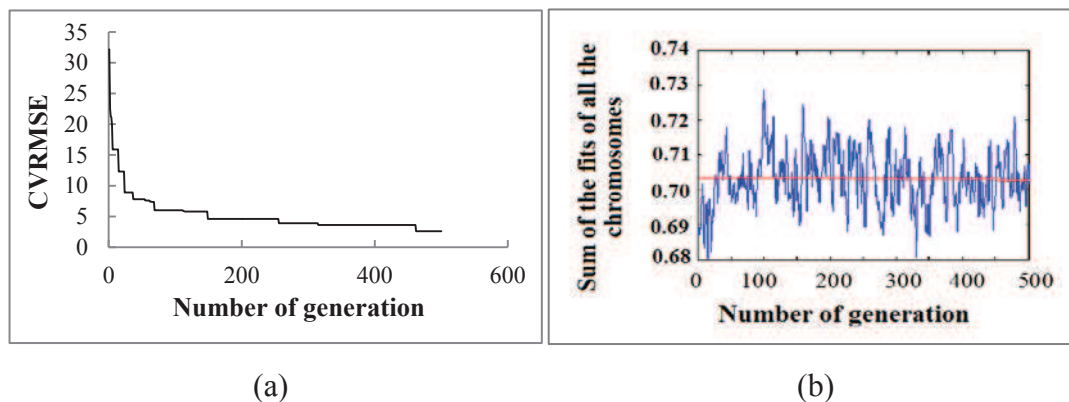 35
30
25
20
15
10
5
0
CVRMSE
0 200 400 600
Number of generation
(a)
0.74
0.73
0.72
0.71
0.70
0.69
0.68
Sum of the fits of all the
chromosomes
0 100 200 300 400 500
Number of generation
(b)